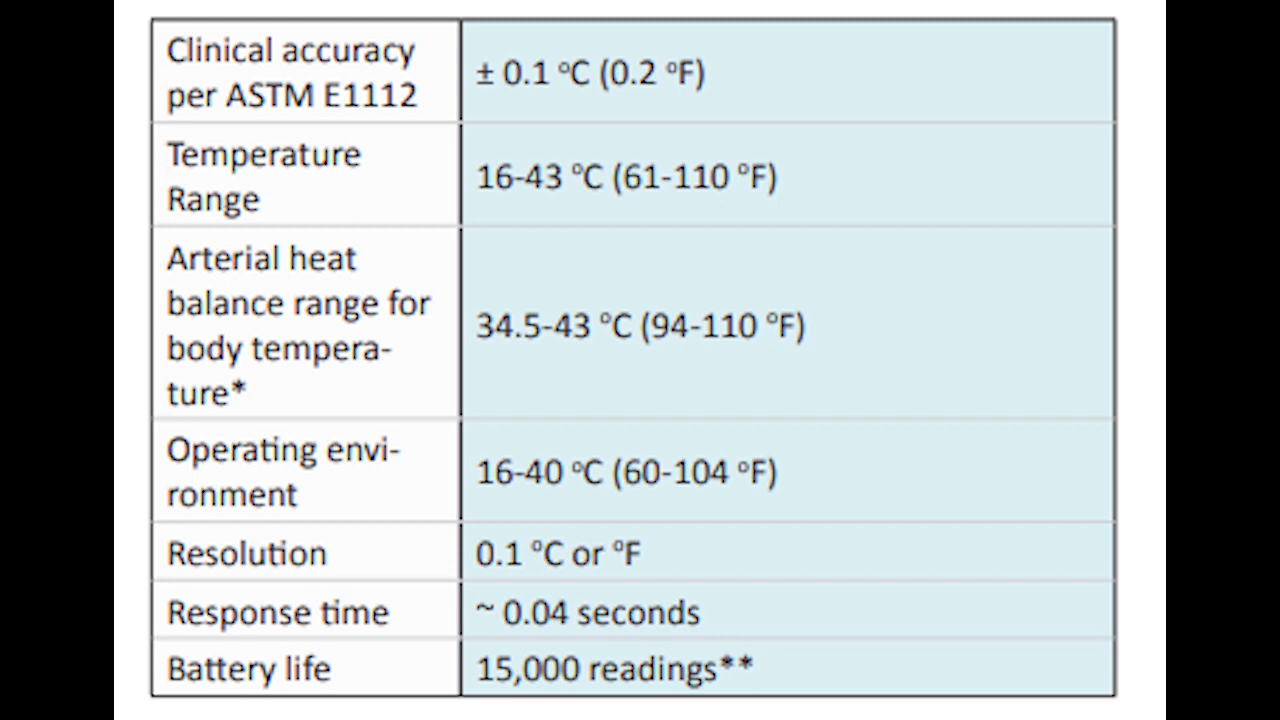 Clinical accuracy
per ASTM E1112
± 0.1 °C (0.2 °F)
Temperature
Range
16-43 °C (61-110 °F)
Arterial heat
balance range for
body tempera-
ture*
34.5-43 °C (94-110 °F)
Operating envi-
ronment
16-40 °C (60-104 °F)
Resolution
0.1 °C or °F
Response time
~ 0.04 seconds
Battery life
15,000 readings**